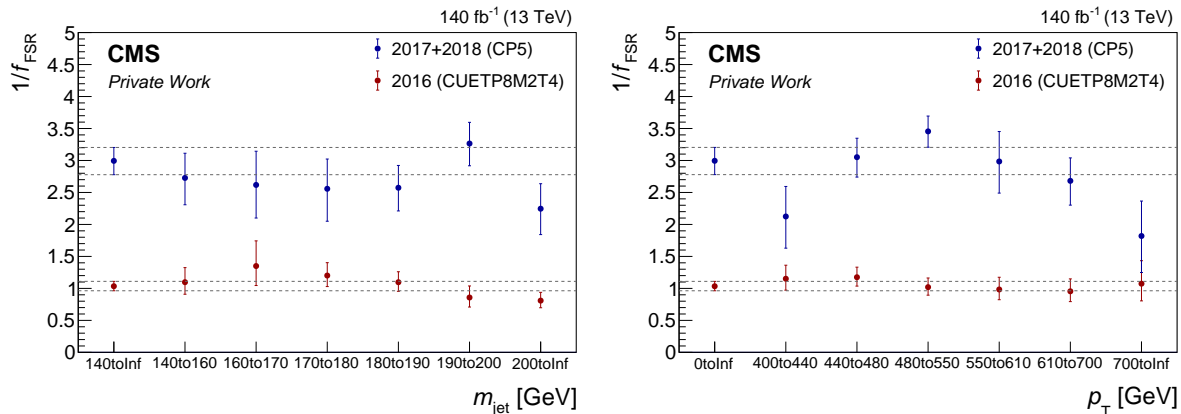 140 fb⁻¹ (13 TeV)
1/f_FSR
5
4.5
4
3.5
3
2.5
2
1.5
1
0.5
0
CMS
Private Work
2017+2018 (CP5)
2016 (CUETP8M2T4)
140toInf 140to160 160to170 170to180 180to190 190to200 200toInf
m_jet [GeV]
140 fb⁻¹ (13 TeV)
1/f_FSR
5
4.5
4
3.5
3
2.5
2
1.5
1
0.5
0
CMS
Private Work
2017+2018 (CP5)
2016 (CUETP8M2T4)
0toInf 400to440 440to480 480to550 550to610 610to700 700toInf
p_T [GeV]